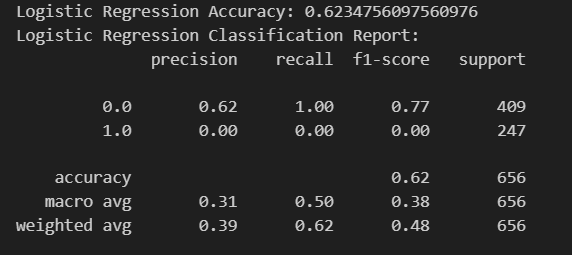 Logistic Regression Accuracy: 0.6234756097560976
Logistic Regression Classification Report:
              precision    recall  f1-score   support

         0.0       0.62      1.00      0.77       409
         1.0       0.00      0.00      0.00       247

    accuracy                           0.62       656
   macro avg       0.31      0.50      0.38       656
weighted avg       0.39      0.62      0.48       656